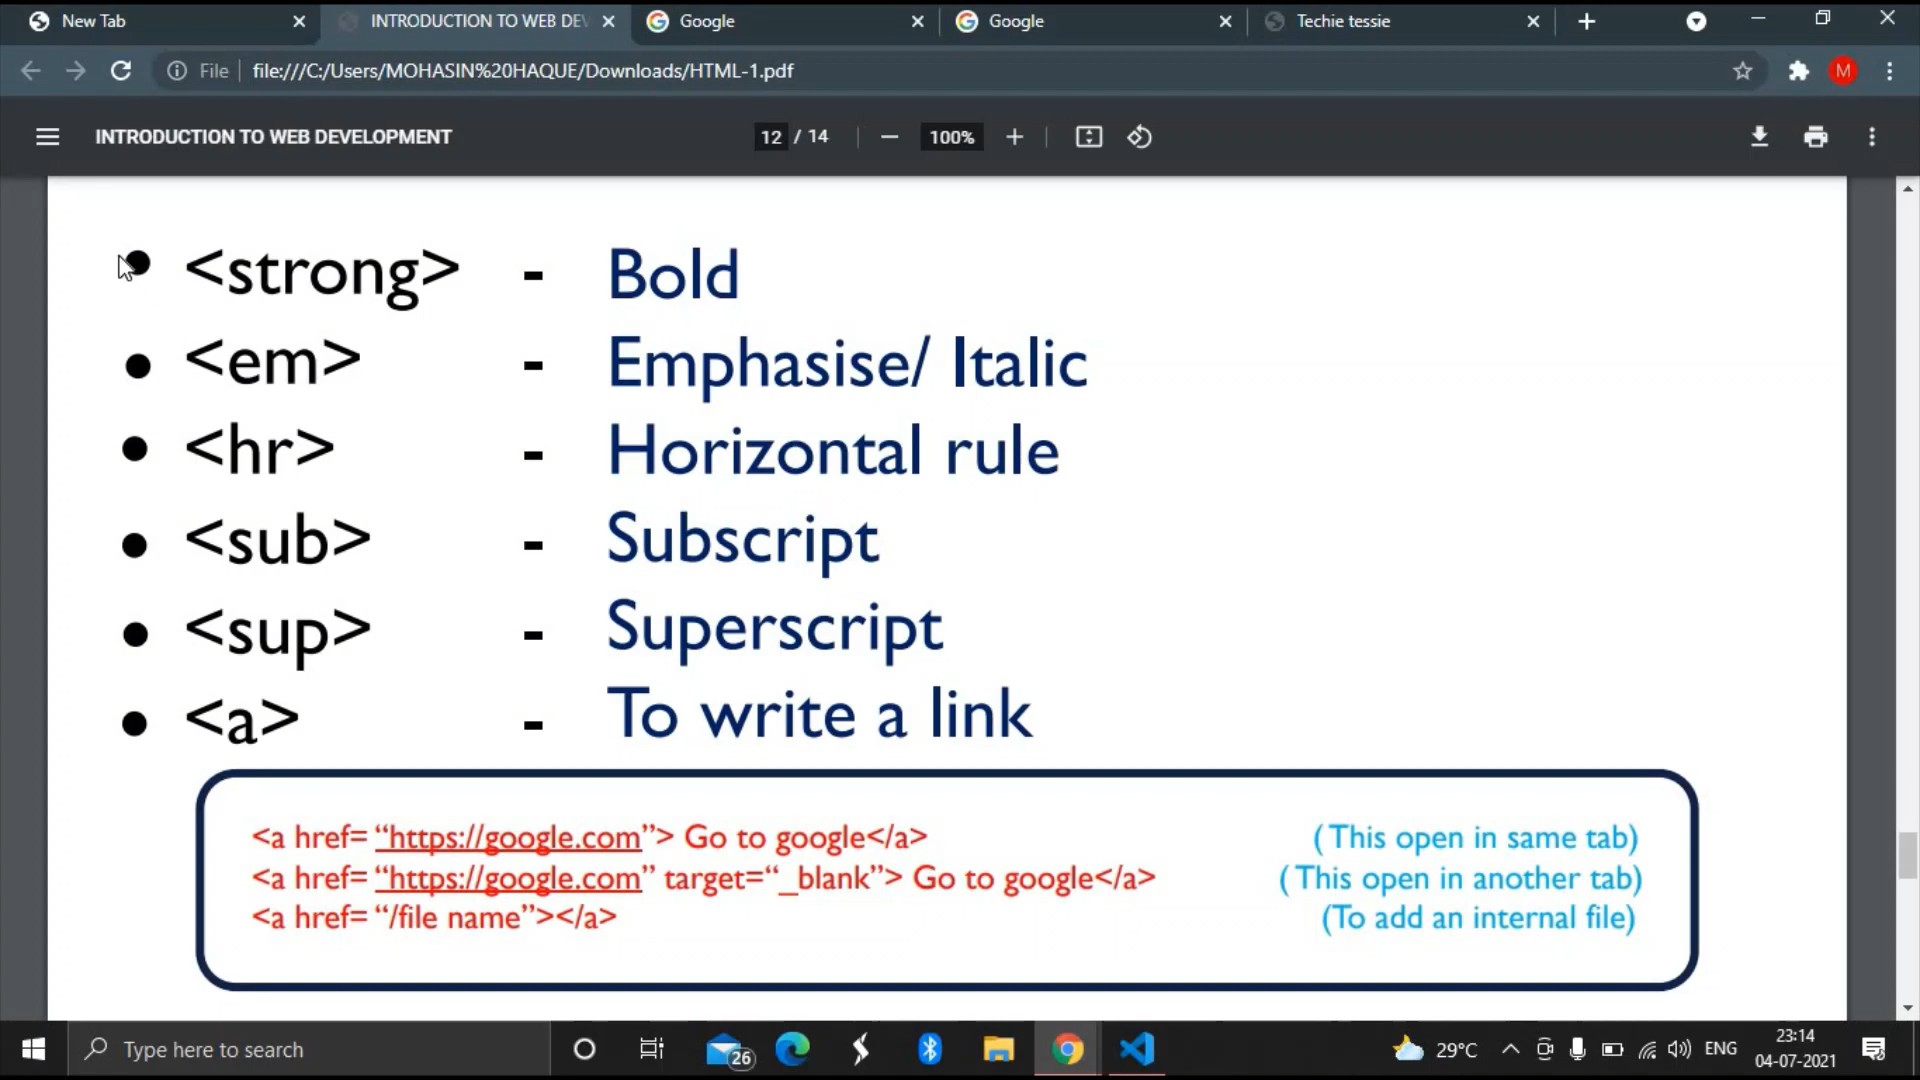 New Tab
INTRODUCTION TO WEB DEV
Google
Google
Techie tessie
File
file:///C:/Users/MOHASIN%20HAQUE/Downloads/HTML-1.pdf
M
INTRODUCTION TO WEB DEVELOPMENT
12 / 14
100%
● <strong> - Bold
● <em> - Emphasise/ Italic
● <hr> - Horizontal rule
● <sub> - Subscript
● <sup> - Superscript
● <a> - To write a link
<a href= “https://google.com”> Go to google</a> ( This open in same tab)
<a href= “https://google.com” target=“_blank”> Go to google</a> ( This open in another tab)
<a href= “/file name”></a> (To add an internal file)
Type here to search
26
29°C
ENG
23:14
04-07-2021